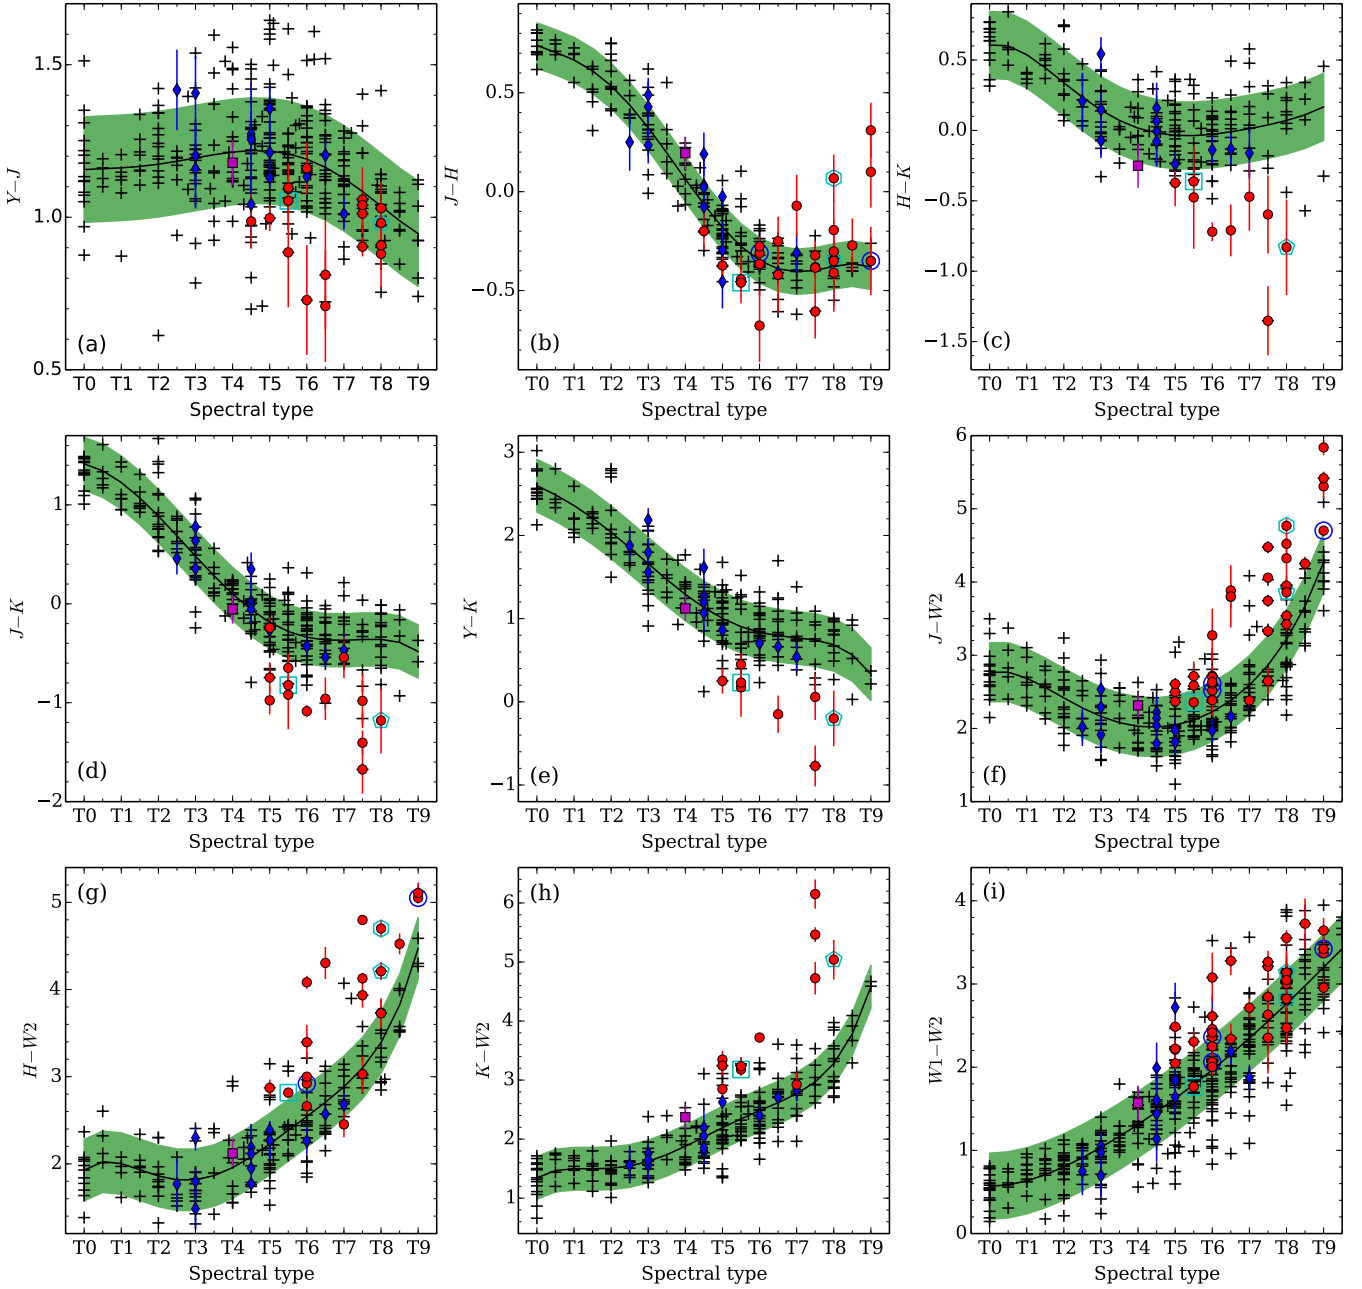 1.5
1.0
0.5
Y−J
(a)
T0 T1 T2 T3 T4 T5 T6 T7 T8 T9
Spectral type
0.5
0.0
−0.5
J−H
(b)
T0 T1 T2 T3 T4 T5 T6 T7 T8 T9
Spectral type
0.5
0.0
−0.5
−1.0
−1.5
H−K
(c)
T0 T1 T2 T3 T4 T5 T6 T7 T8 T9
Spectral type
1
0
−1
−2
J−K
(d)
T0 T1 T2 T3 T4 T5 T6 T7 T8 T9
Spectral type
3
2
1
0
−1
Y−K
(e)
T0 T1 T2 T3 T4 T5 T6 T7 T8 T9
Spectral type
6
5
4
3
2
1
J−W2
(f)
T0 T1 T2 T3 T4 T5 T6 T7 T8 T9
Spectral type
(g)
5
4
3
2
H−W2
T0 T1 T2 T3 T4 T5 T6 T7 T8 T9
Spectral type
(h)
6
5
4
3
2
1
K−W2
T0 T1 T2 T3 T4 T5 T6 T7 T8 T9
Spectral type
(i)
4
3
2
1
0
W1−W2
T0 T1 T2 T3 T4 T5 T6 T7 T8 T9
Spectral type